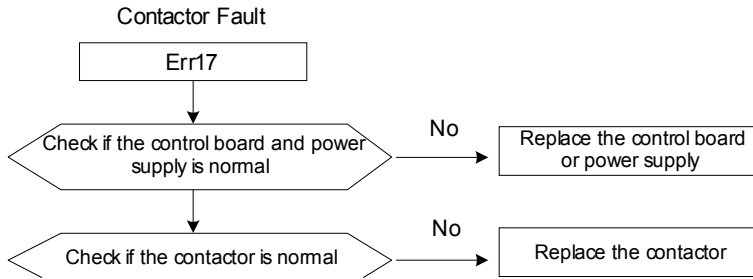 Contactor Fault
Err17
Check if the control board and power
supply is normal
No
Replace the control board
or power supply
Check if the contactor is normal
No
Replace the contactor